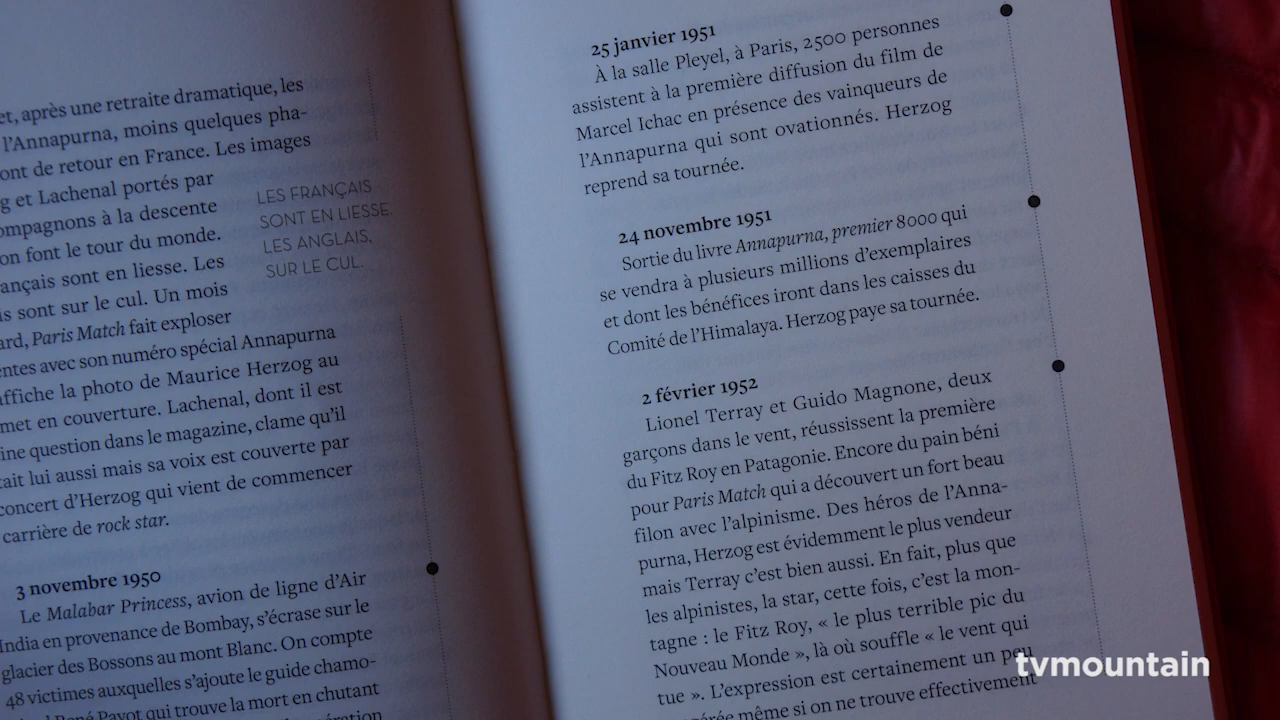 et, après une retraite dramatique, les
l'Annapurna, moins quelques pha-
ont de retour en France. Les images
g et Lachenal portés par
ompagnons à la descente
on font le tour du monde.
ançais sont en liesse. Les
is sont sur le cul. Un mois
ard, Paris Match fait exploser
entes avec son numéro spécial Annapurna
affiche la photo de Maurice Herzog au
met en couverture. Lachenal, dont il est
ine question dans le magazine, clame qu'il
tait lui aussi mais sa voix est couverte par
concert d'Herzog qui vient de commencer
carrière de rock star.
LES FRANÇAIS
SONT EN LIESSE.
LES ANGLAIS,
SUR LE CUL.
3 novembre 1950
Le Malabar Princess, avion de ligne d'Air
India en provenance de Bombay, s'écrase sur le
glacier des Bossons au mont Blanc. On compte
48 victimes auxquelles s'ajoute le guide chamo-
René Payot qui trouve la mort en chutant
25 janvier 1951
À la salle Pleyel, à Paris, 2500 personnes
assistent à la première diffusion du film de
Marcel Ichac en présence des vainqueurs de
l'Annapurna qui sont ovationnés. Herzog
reprend sa tournée.
24 novembre 1951
Sortie du livre Annapurna, premier 8000 qui
se vendra à plusieurs millions d'exemplaires
et dont les bénéfices iront dans les caisses du
Comité de l'Himalaya. Herzog paye sa tournée.
2 février 1952
Lionel Terray et Guido Magnone, deux
garçons dans le vent, réussissent la première
du Fitz Roy en Patagonie. Encore du pain béni
pour Paris Match qui a découvert un fort beau
filon avec l'alpinisme. Des héros de l'Anna-
purna, Herzog est évidemment le plus vendeur
mais Terray c'est bien aussi. En fait, plus que
les alpinistes, la star, cette fois, c'est la mon-
tagne : le Fitz Roy, « le plus terrible pic du
Nouveau Monde », là où souffle « le vent qui
tue ». L'expression est certainement un peu
même si on ne trouve effectivement
tvmountain